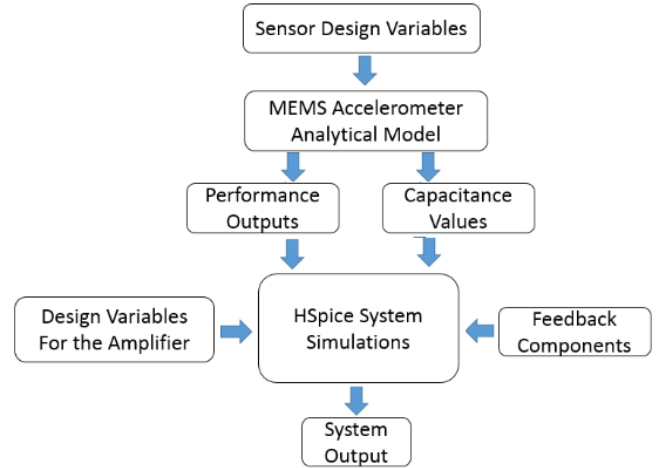 Sensor Design Variables
MEMS Accelerometer
Analytical Model
Performance
Outputs
Capacitance
Values
Design Variables
For the Amplifier
HSpice System
Simulations
Feedback
Components
System
Output